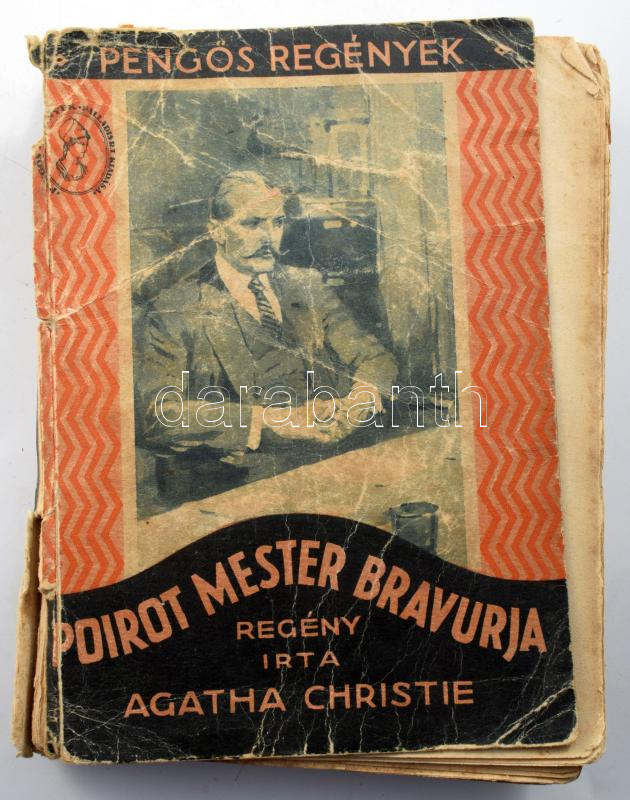 PENGŐS REGÉNYEK
darabanth
POIROT MESTER BRAVURJA
REGÉNY
IRTA
AGATHA CHRISTIE